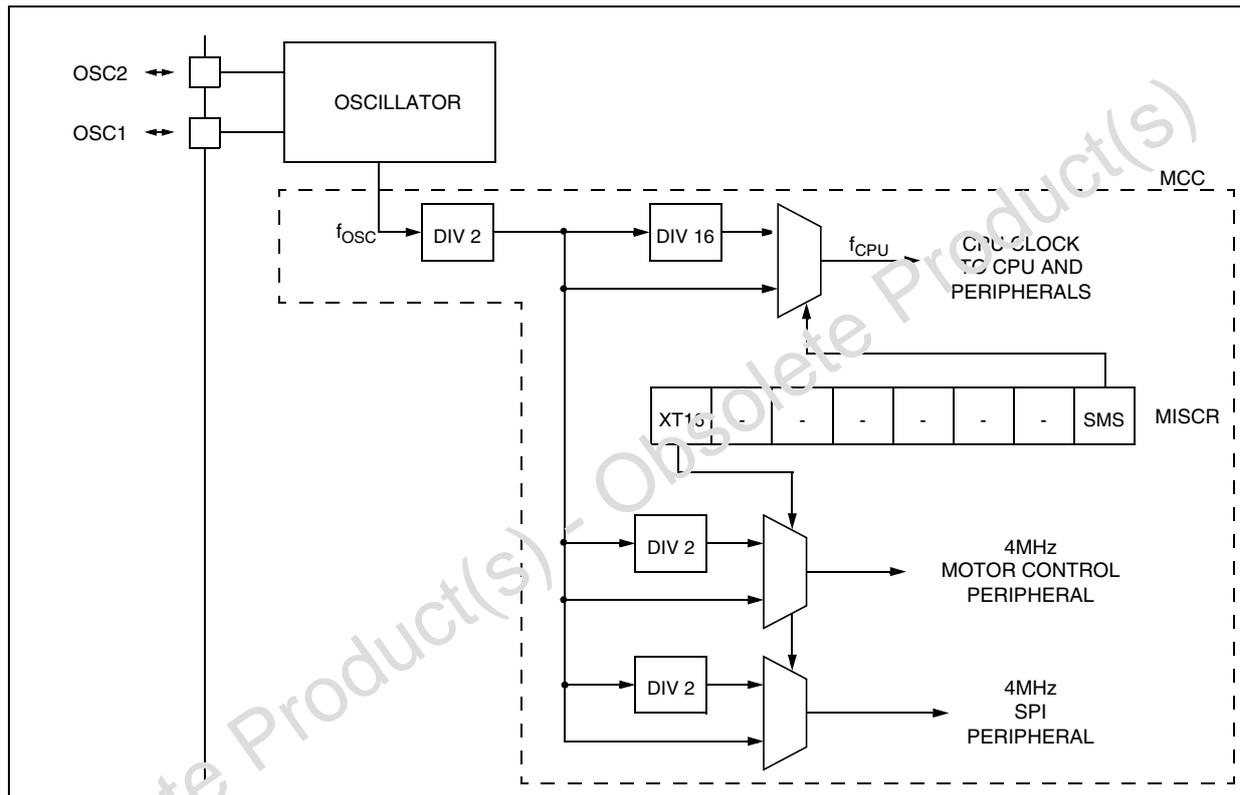 OSC2
OSC1
OSCILLATOR
MCC
fOSC
DIV 2
DIV 16
fCPU
CPU CLOCK
TO CPU AND
PERIPHERALS
XT16
-
-
-
-
-
-
SMS
MISCR
DIV 2
4MHz
MOTOR CONTROL
PERIPHERAL
DIV 2
4MHz
SPI
PERIPHERAL
ete Product(s) - Obsolete Product(s)